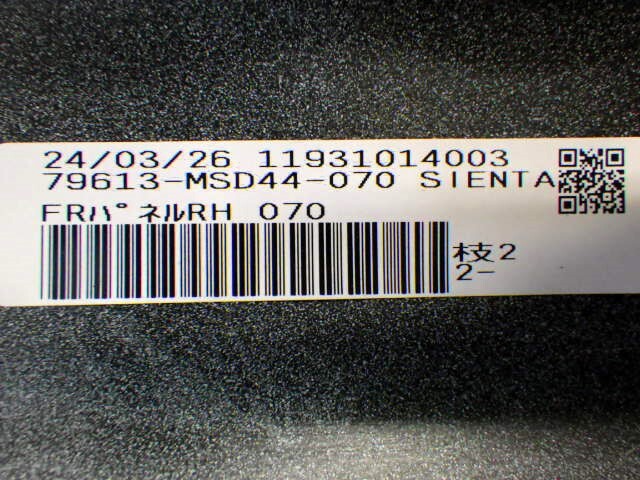 24/03/26 11931014003
79613-MSD44-070 SIENTA
FRﾊﾟﾈﾙRH 070
枝2
2-